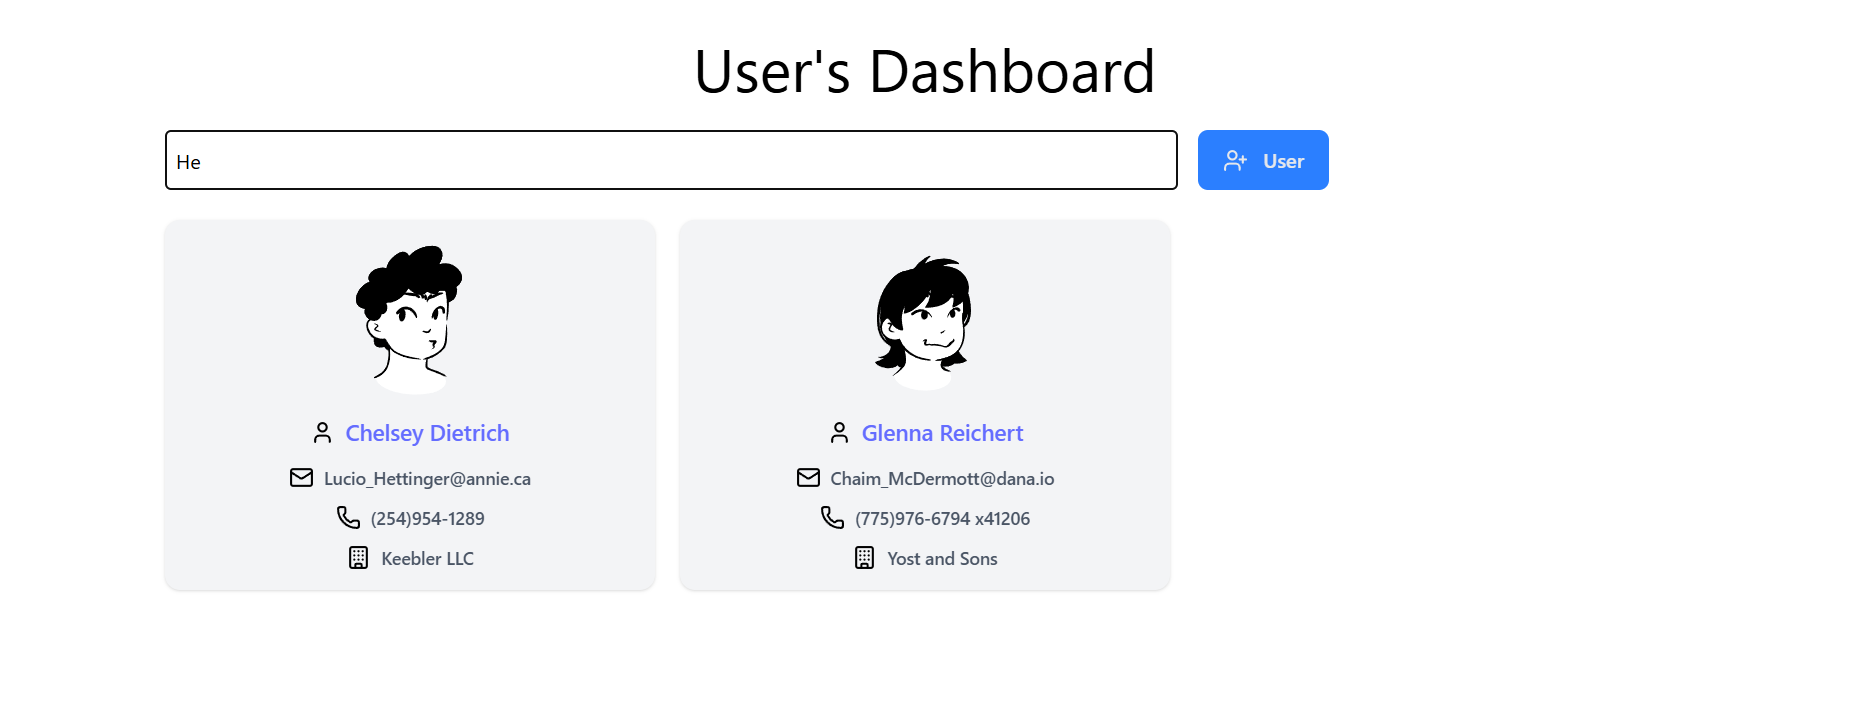 User's Dashboard
He
User
Chelsey Dietrich
Lucio_Hettinger@annie.ca
(254)954-1289
Keebler LLC
Glenna Reichert
Chaim_McDermott@dana.io
(775)976-6794 x41206
Yost and Sons